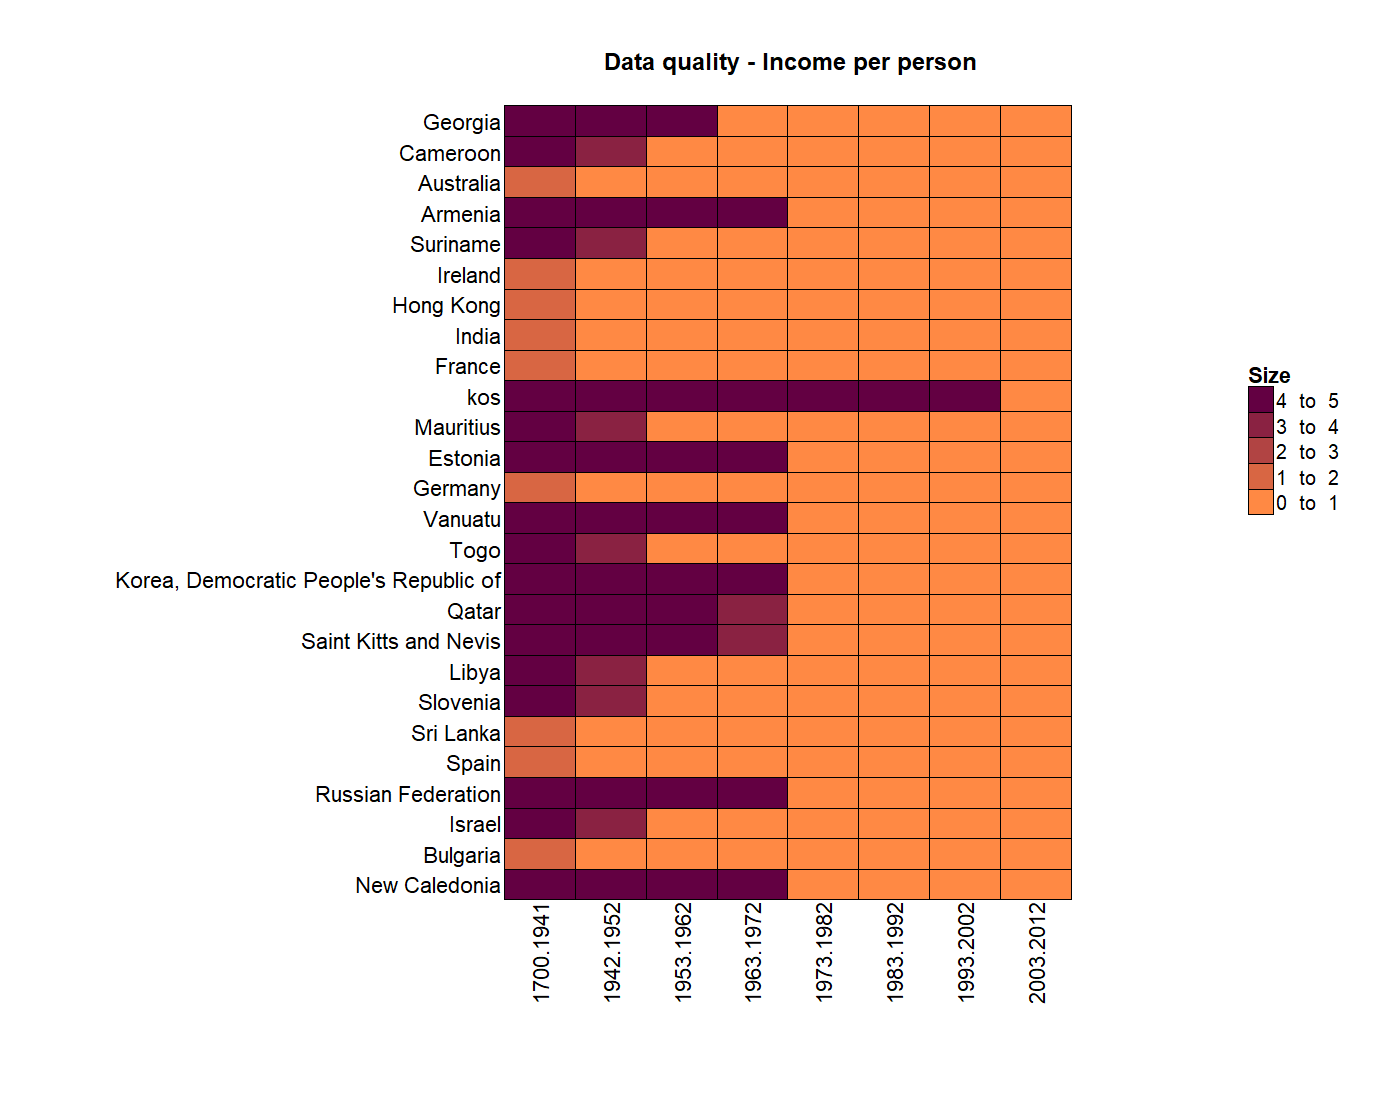 Data quality - Income per person
Georgia
Cameroon
Australia
Armenia
Suriname
Ireland
Hong Kong
India
France
kos
Mauritius
Estonia
Germany
Vanuatu
Togo
Korea, Democratic People's Republic of
Qatar
Saint Kitts and Nevis
Libya
Slovenia
Sri Lanka
Spain
Russian Federation
Israel
Bulgaria
New Caledonia
1700.1941
1942.1952
1953.1962
1963.1972
1973.1982
1983.1992
1993.2002
2003.2012
Size
4 to 5
3 to 4
2 to 3
1 to 2
0 to 1